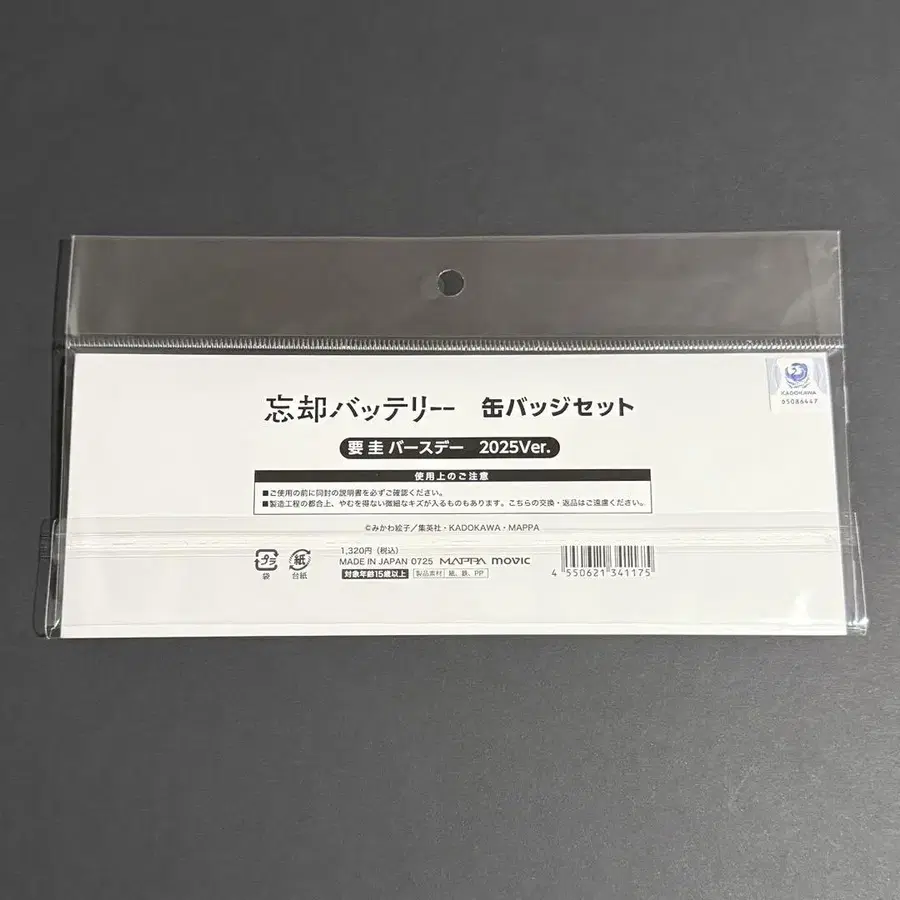 忘却バッテリー 缶バッジセット
KADOKAWA
05086447
要 圭 バースデー 2025Ver.
使用上のご注意
■ご使用の前に同封の説明書を必ずご確認ください。
■製造工程の都合上、やむを得ない微細なキズが入るものもあります。こちらの交換・返品はご遠慮ください。
©みかわ絵子／集英社・KADOKAWA・MAPPA
1,320円（税込）
MADE IN JAPAN 0725 MAPPA movic
対象年齢15歳以上 製品素材 紙、鉄、PP
プラ
袋
紙
台紙
4 550621 341175